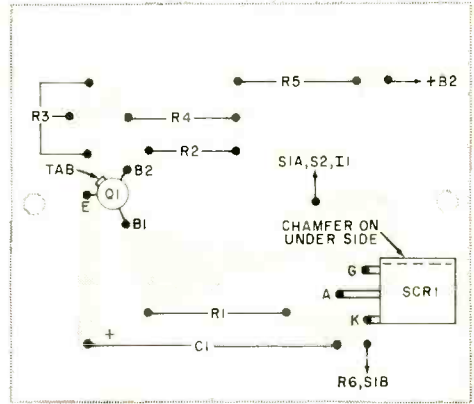 R5
+B2
R3
R4
R2
S1A,S2,I1
TAB
B2
Q1
E
B1
CHAMFER ON
UNDER SIDE
G
A
SCR1
K
R1
+
C1
R6,S1B